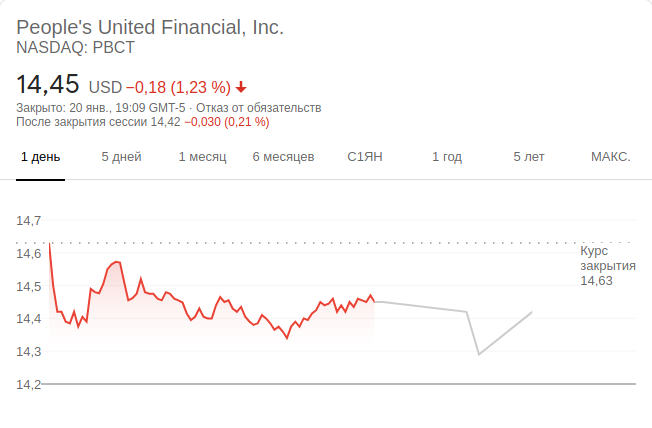 People's United Financial, Inc.
NASDAQ: PBCT
14,45 USD −0,18 (1,23 %)
Закрыто: 20 янв., 19:09 GMT-5 · Отказ от обязательств
После закрытия сессии 14,42 −0,030 (0,21 %)
1 день 5 дней 1 месяц 6 месяцев С1ЯН 1 год 5 лет МАКС.
14,7
14,6
14,5
14,4
14,3
14,2
Курс
закрытия
14,63